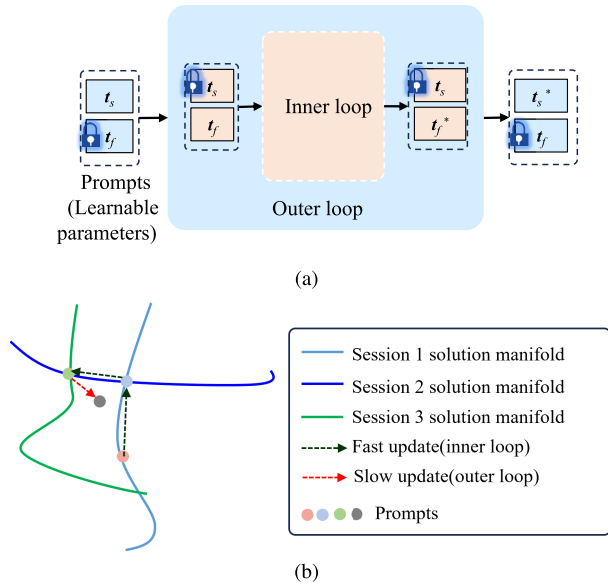 t_s
t_f
Prompts
(Learnable
parameters)
t_s
t_f
Inner loop
Outer loop
t_s
t_f*
t_s*
t_f
(a)
Session 1 solution manifold
Session 2 solution manifold
Session 3 solution manifold
Fast update(inner loop)
Slow update(outer loop)
Prompts
(b)